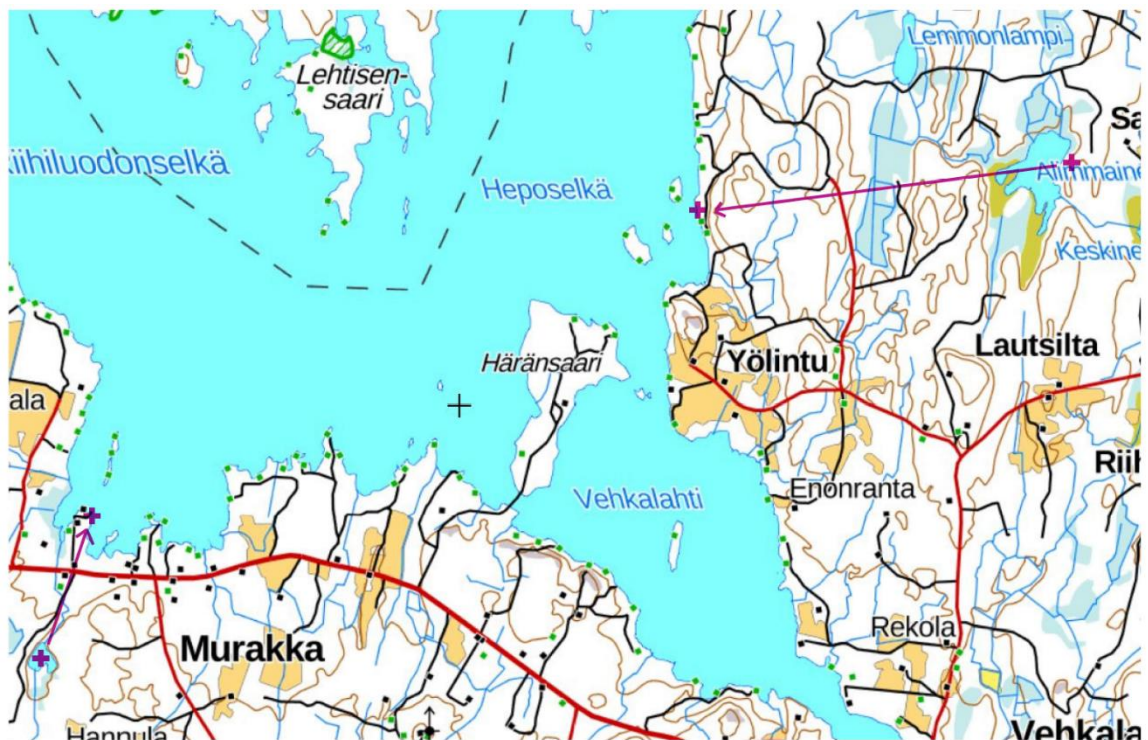 Lemmonlampi
Lehtisen-
saari
Sa
iihiluodonselkä
Heposelkä
Keskine
Häränsaari
Yölintu
Lautsilta
ala
Riih
Vehkalahti
Enonranta
Murakka
Rekola
Hannula
Vehkala